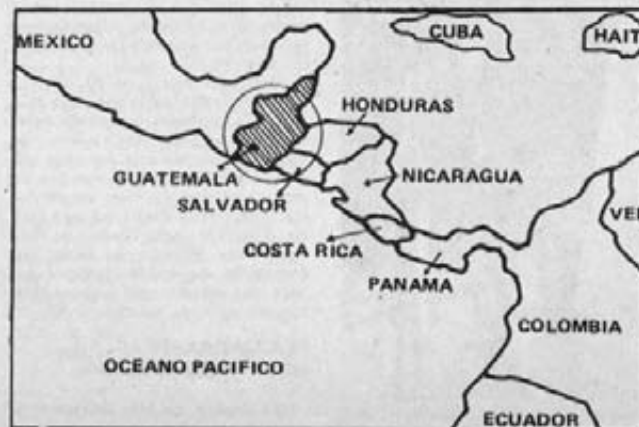 MEXICO
CUBA
HAIT
HONDURAS
GUATEMALA
NICARAGUA
SALVADOR
VE
COSTA RICA
PANAMA
COLOMBIA
OCEANO PACIFICO
ECUADOR